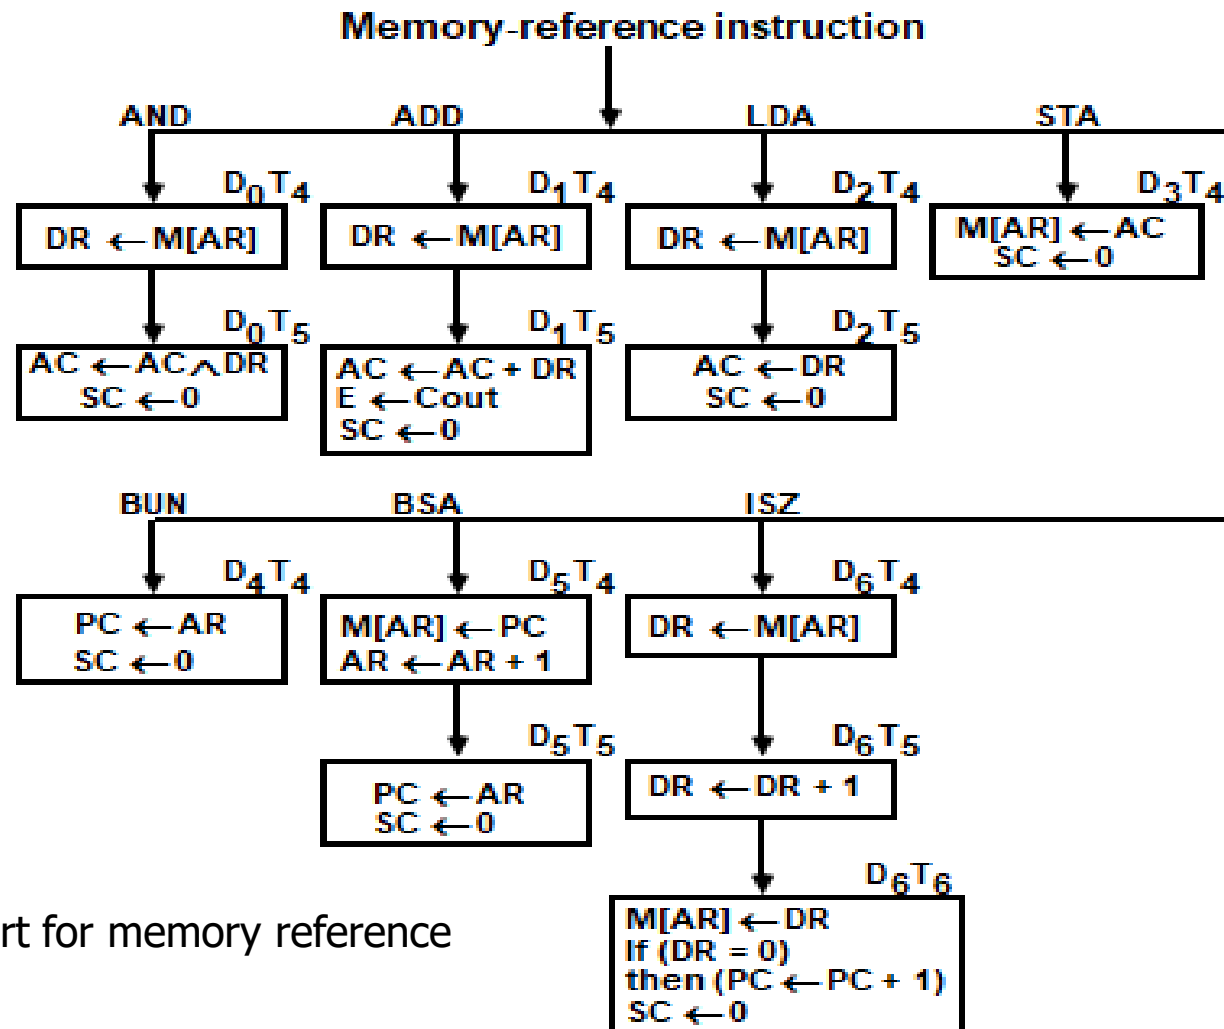 Memory-reference instruction
AND ADD LDA STA
D₀T₄ D₁T₄ D₂T₄ D₃T₄
DR ← M[AR]
DR ← M[AR]
DR ← M[AR]
M[AR] ← AC
SC ← 0
D₀T₅ D₁T₅ D₂T₅
AC ← AC ∧ DR
SC ← 0
AC ← AC + DR
E ← Cout
SC ← 0
AC ← DR
SC ← 0
BUN BSA ISZ
D₄T₄ D₅T₄ D₆T₄
PC ← AR
SC ← 0
M[AR] ← PC
AR ← AR + 1
DR ← M[AR]
D₅T₅ D₆T₅
PC ← AR
SC ← 0
DR ← DR + 1
D₆T₆
M[AR] ← DR
If (DR = 0)
then (PC ← PC + 1)
SC ← 0
rt for memory reference